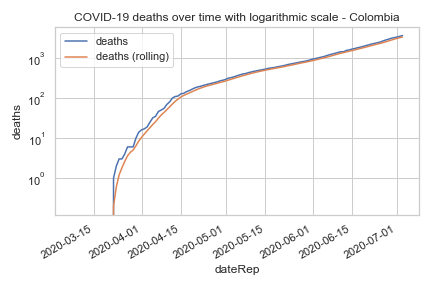 COVID-19 deaths over time with logarithmic scale - Colombia
deaths
deaths (rolling)
10³
10²
10¹
10⁰
deaths
2020-03-15
2020-04-01
2020-04-15
2020-05-01
2020-05-15
2020-06-01
2020-06-15
2020-07-01
dateRep